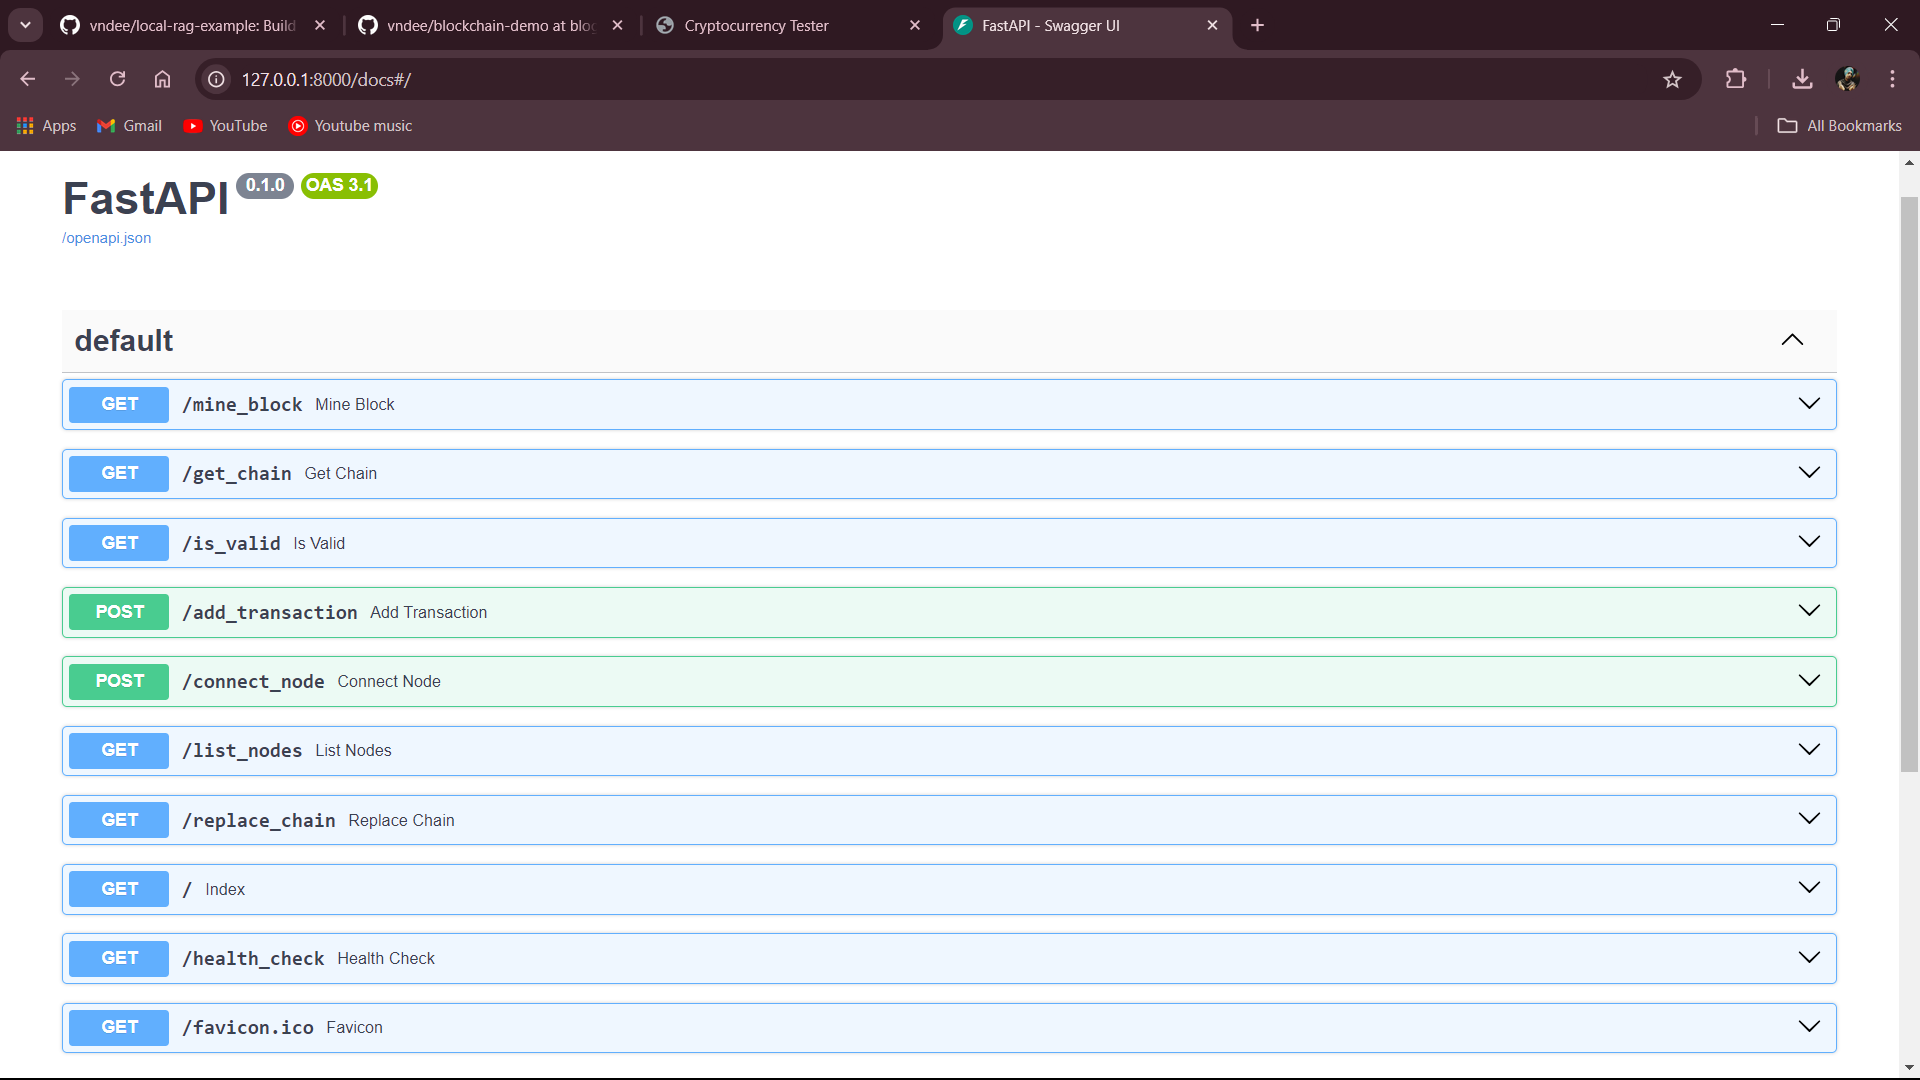 vndee/local-rag-example: Build
vndee/blockchain-demo at blog
Cryptocurrency Tester
FastAPI - Swagger UI
127.0.0.1:8000/docs#/
Apps
Gmail
YouTube
Youtube music
All Bookmarks
FastAPI 0.1.0 OAS 3.1
/openapi.json
default
GET /mine_block Mine Block
GET /get_chain Get Chain
GET /is_valid Is Valid
POST /add_transaction Add Transaction
POST /connect_node Connect Node
GET /list_nodes List Nodes
GET /replace_chain Replace Chain
GET / Index
GET /health_check Health Check
GET /favicon.ico Favicon